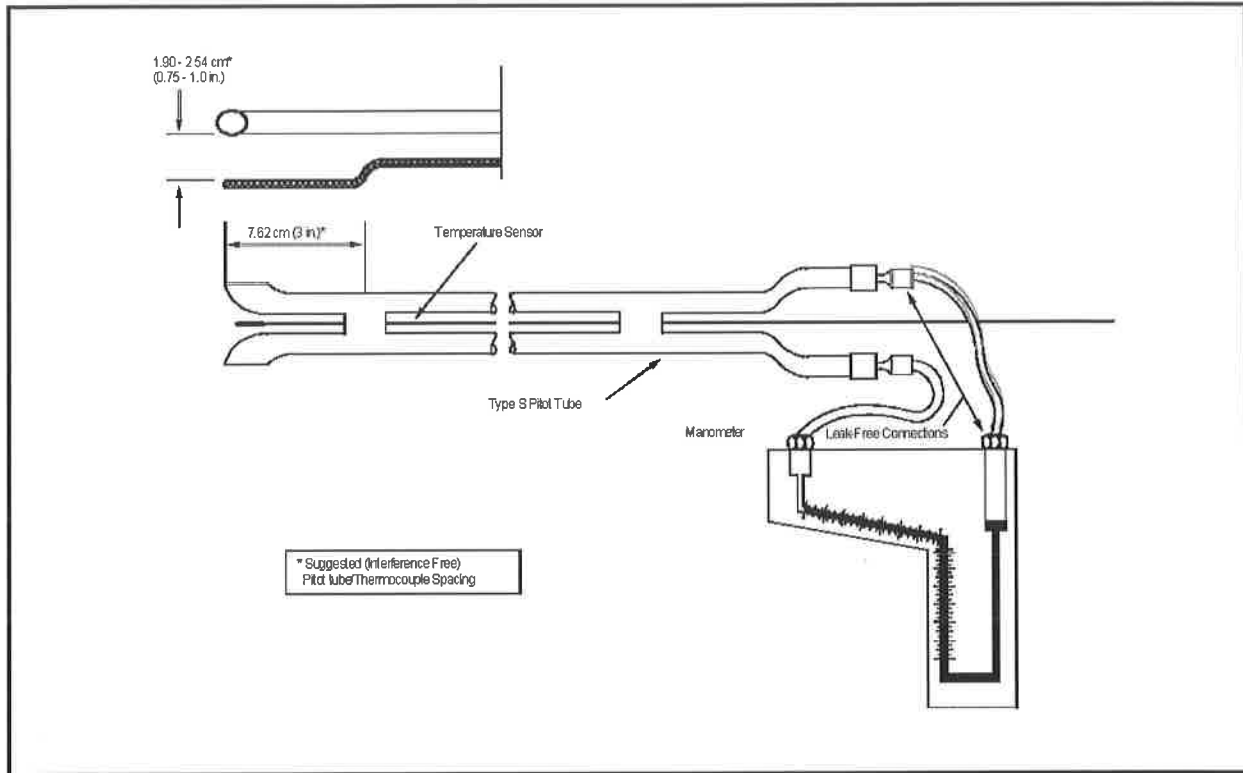 1.90 - 2.54 cm*
(0.75 - 1.0 in.)
7.62 cm (3 in.)*
Temperature Sensor
Type S Pitot Tube
Manometer
Leak-Free Connections
* Suggested (Interference Free)
Pitot tube/Thermocouple Spacing